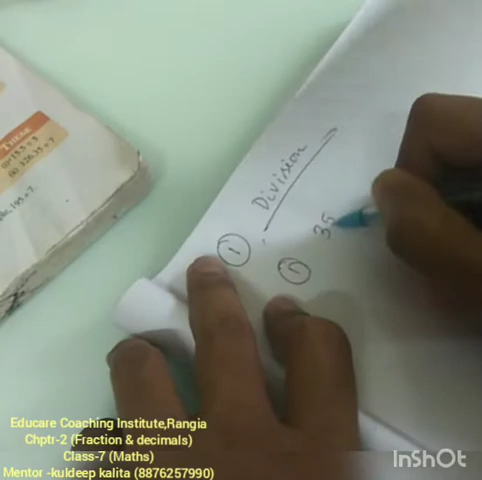 ① Division
① 35
Educare Coaching Institute,Rangia
Chptr-2 (Fraction & decimals)
Class-7 (Maths)
Mentor -kuldeep kalita (8876257990)
InShOt